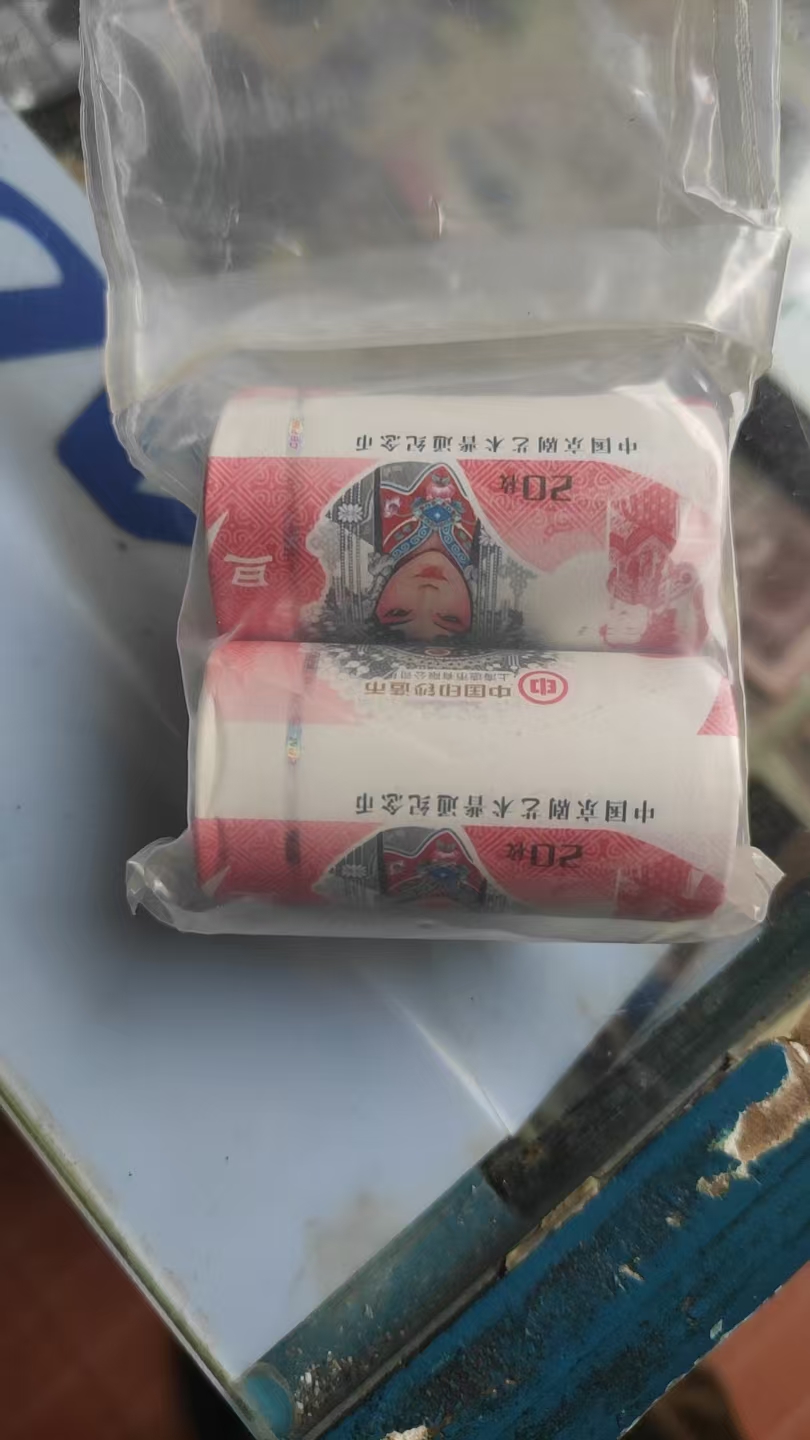 中国京剧艺术普通纪念币
20枚
旦
中国印钞造币
上海造币有限公司
中国京剧艺术普通纪念币
20枚